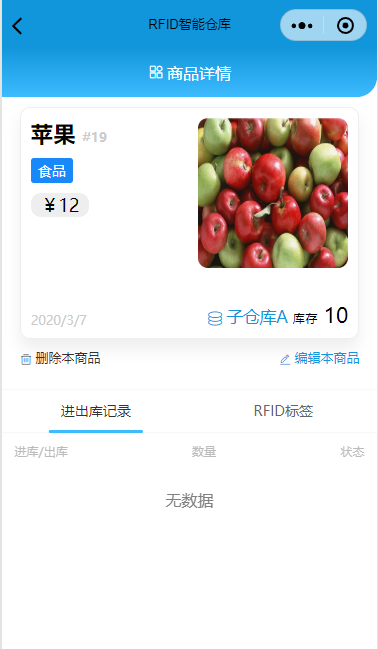 RFID智能仓库
商品详情
苹果 #19
食品
￥12
2020/3/7
子仓库A 库存 10
删除本商品
编辑本商品
进出库记录 RFID标签
进库/出库 数量 状态
无数据